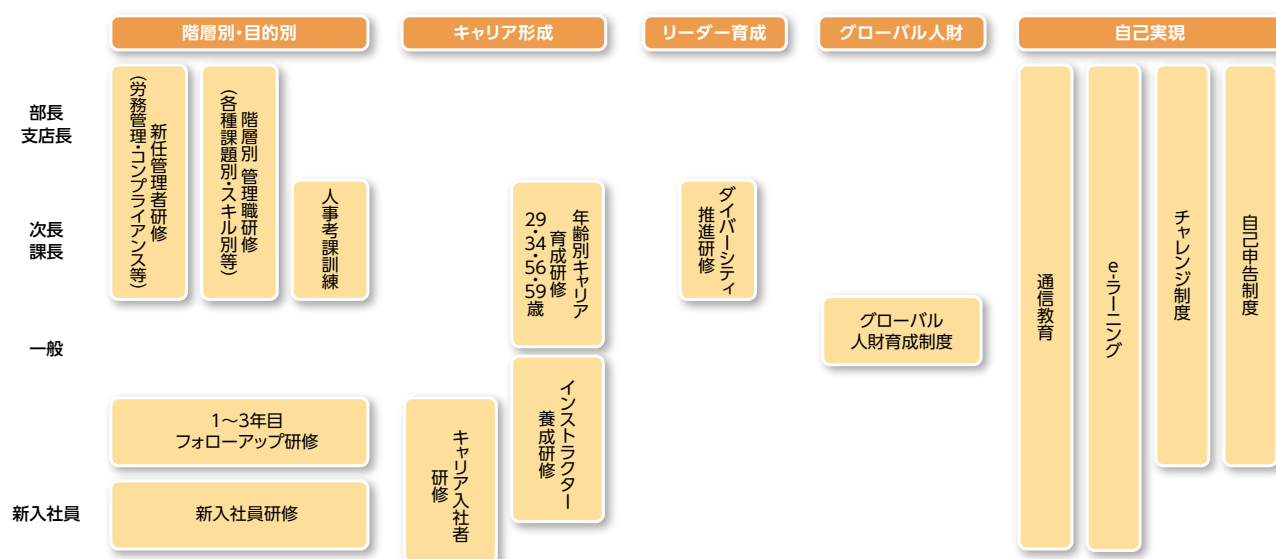 階層別・目的別
キャリア形成
リーダー育成
グローバル人財
自己実現
部長
支店長
次長
課長
一般
新入社員
新任管理者研修
(労務管理・コンプライアンス等)
階層別 管理職研修
(各種課題別・スキル別等)
人事考課訓練
1〜3年目
フォローアップ研修
新入社員研修
年齢別キャリア
育成研修
29・34・56・59歳
インストラクター
養成研修
キャリア入社者
研修
ダイバーシティ
推進研修
グローバル
人財育成制度
通信教育
e-ラーニング
チャレンジ制度
自己申告制度